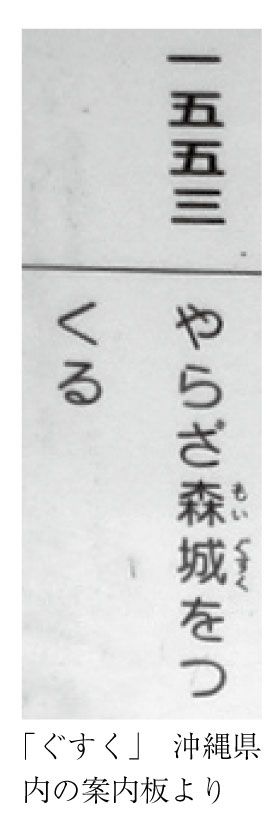 一五五三
やらざ森城をつ
もい ぐすく
くる
「ぐすく」 沖縄県
内の案内板より